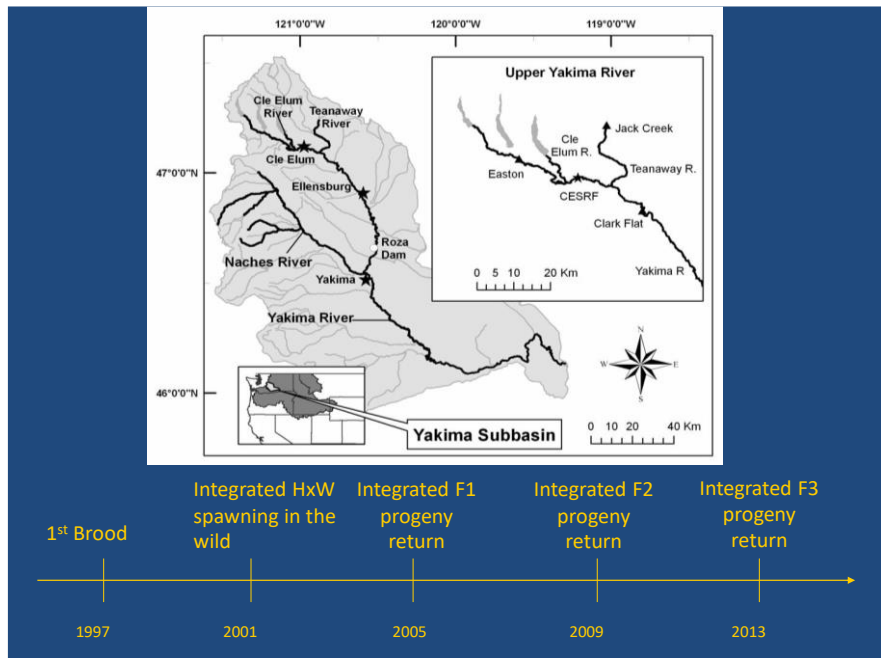 121°0'0"W
120°0'0"W
119°0'0"W
47°0'0"N
46°0'0"N
Cle Elum
River
Teanaway
River
Cle Elum
Ellensburg
Roza
Dam
Naches River
Yakima
Yakima River
Yakima Subbasin
Upper Yakima River
Jack Creek
Cle
Elum R.
Teanaway R.
Easton
CESRF
Clark Flat
Yakima R
0 5 10 20 Km
N
W E
S
0 10 20 40 Km
Integrated HxW
spawning in the
wild
Integrated F1
progeny
return
Integrated F2
progeny
return
Integrated F3
progeny
return
1st Brood
1997
2001
2005
2009
2013